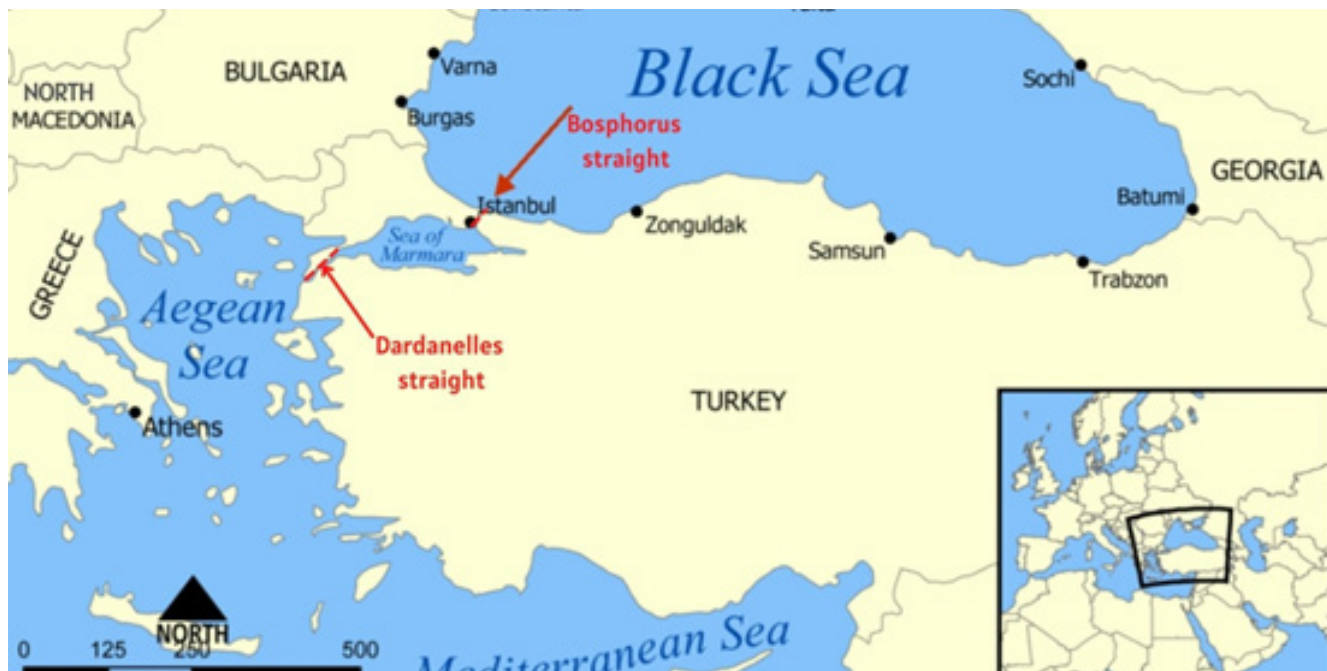 Black Sea
BULGARIA
Varna
Burgas
NORTH
MACEDONIA
Sochi
Bosphorus
straight
GEORGIA
Batumi
Istanbul
Zonguldak
Samsun
Trabzon
Sea of
Marmara
GREECE
Aegean
Sea
Dardanelles
straight
TURKEY
Athens
NORTH
0 125 250 500
Mediterranean Sea